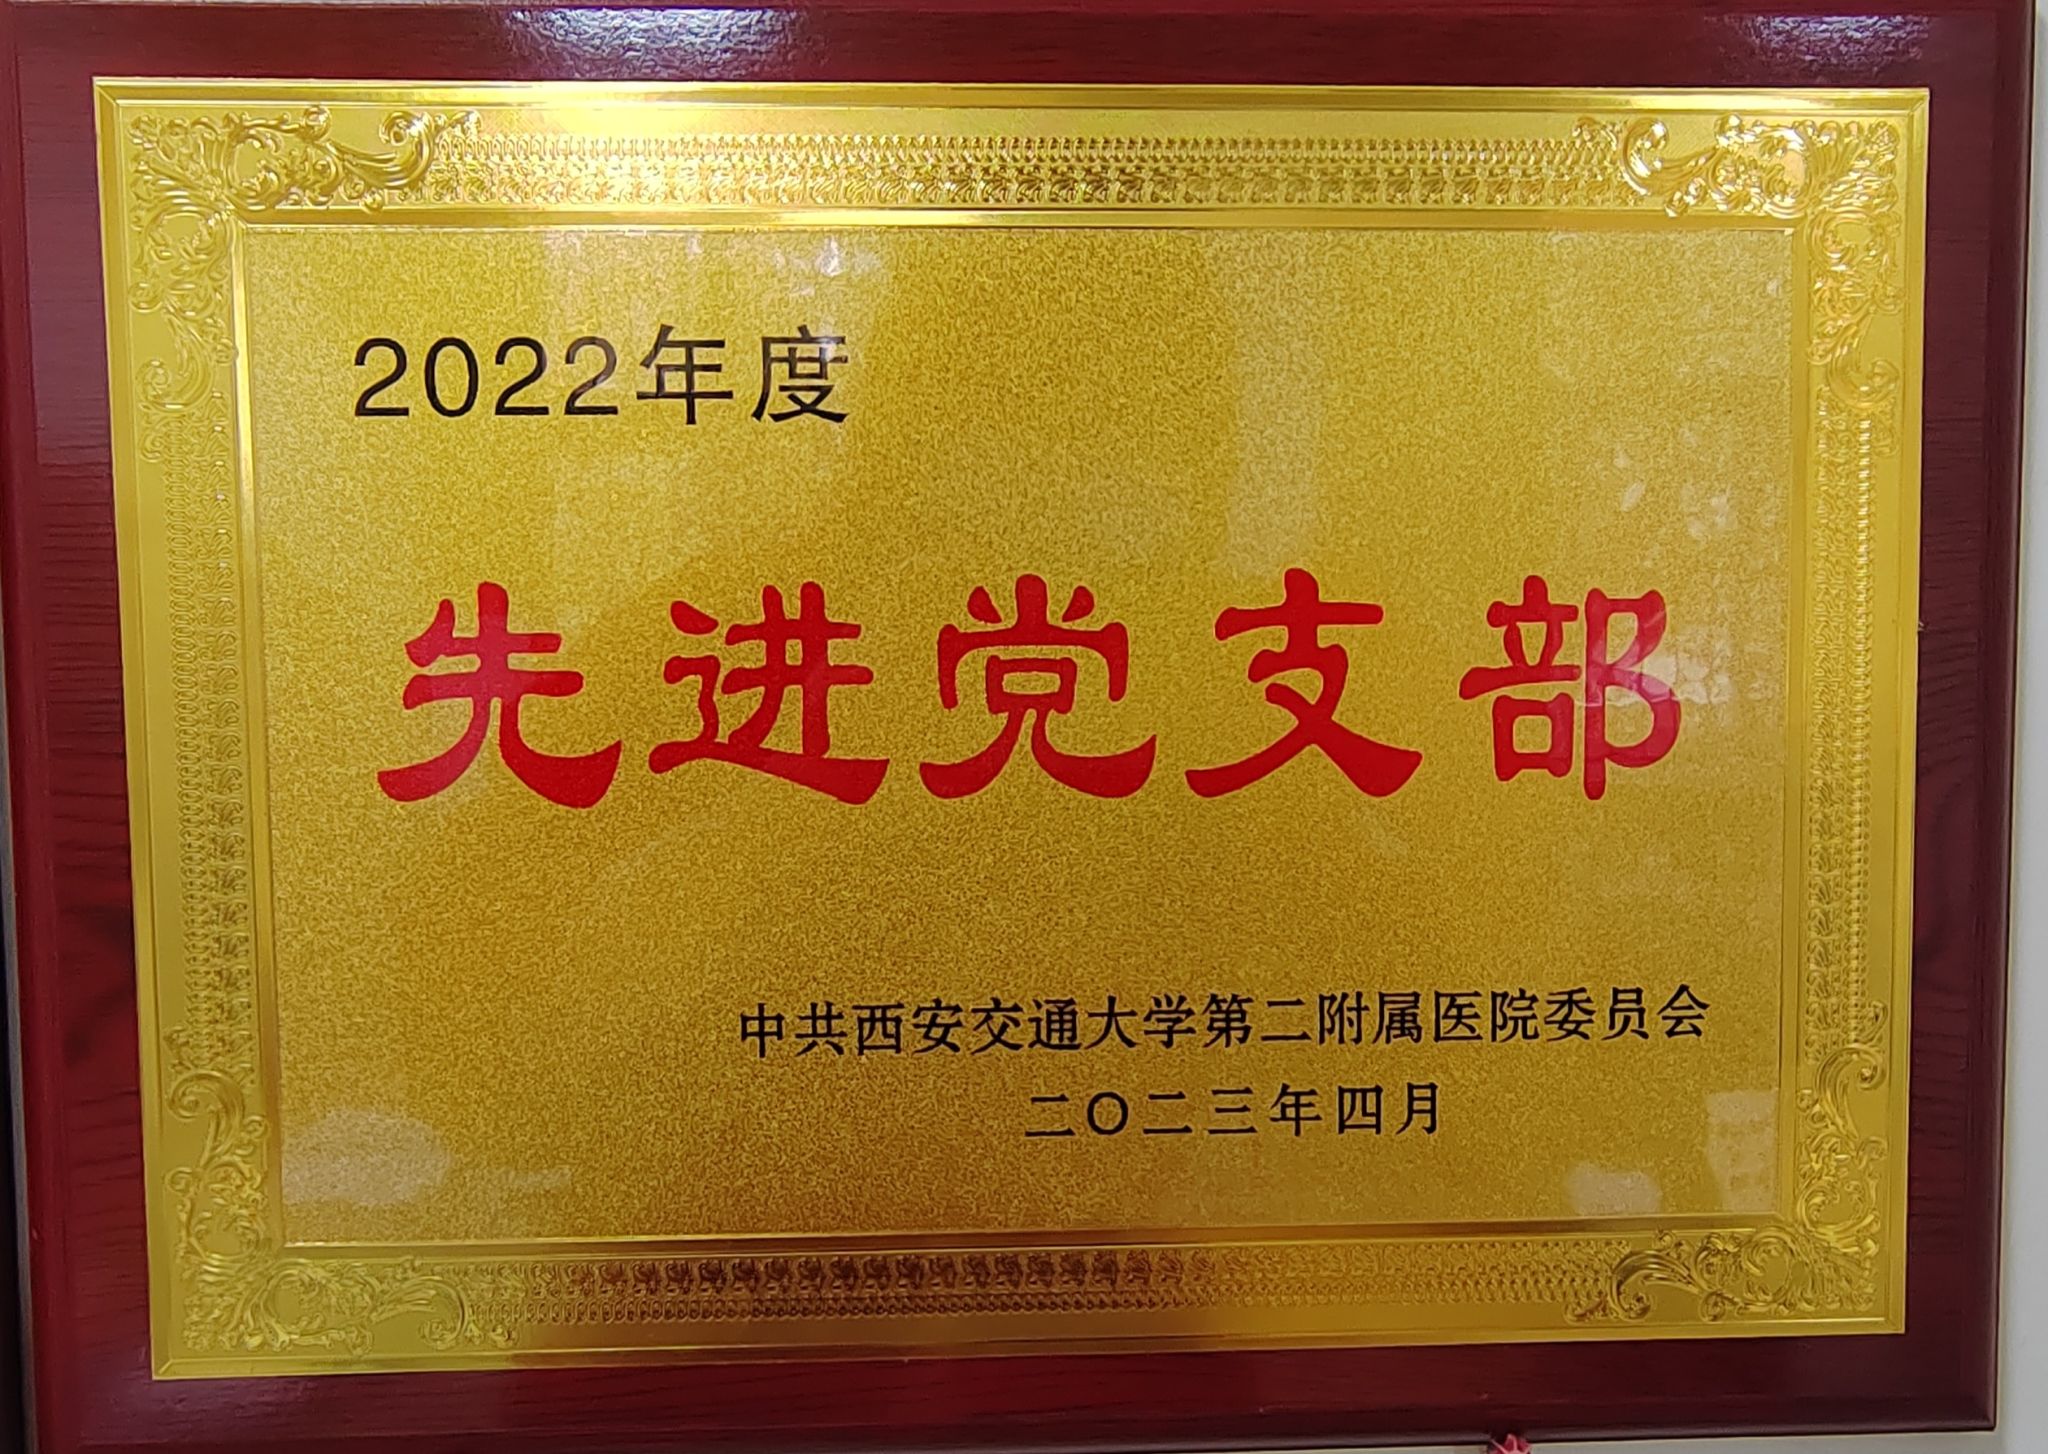 2022年度
先进党支部
中共西安交通大学第二附属医院委员会
二〇二三年四月